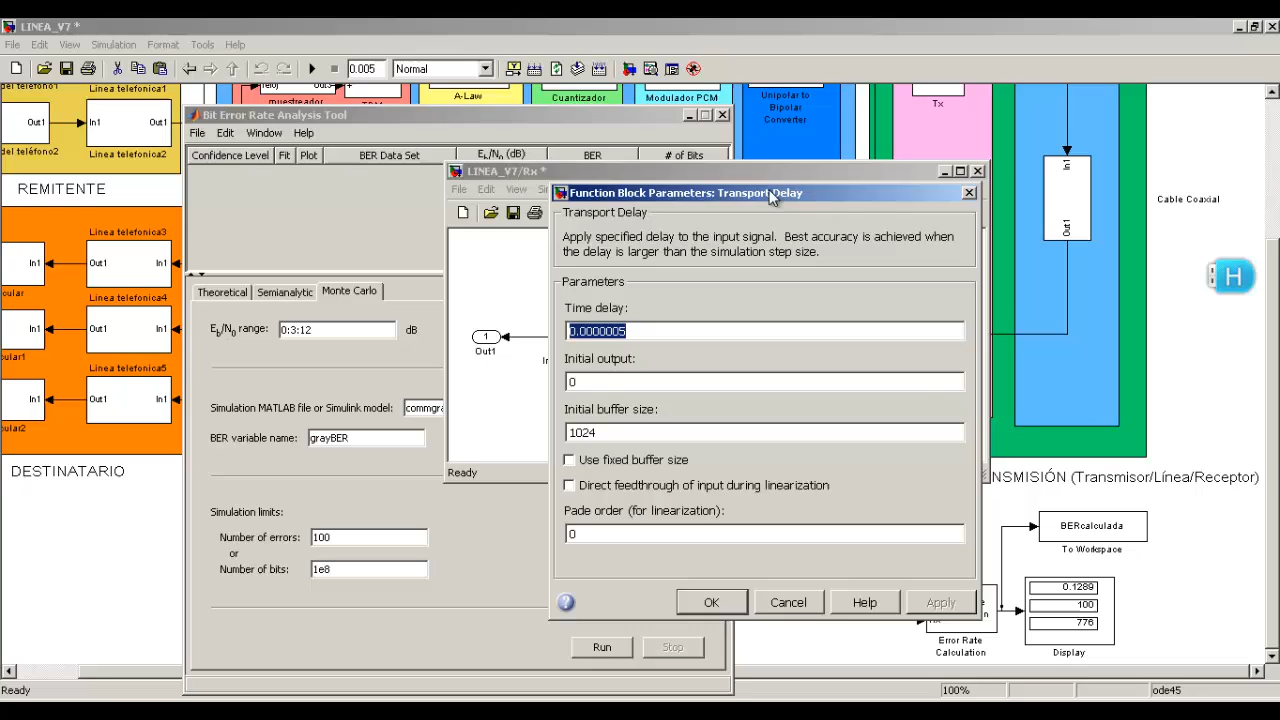 LINEA_V7 *
File Edit View Simulation Format Tools Help
0.005 Normal
Linea telefonica1
Out1 In1 Out1
del teléfono2 Linea telefonica2
REMITENTE
Linea telefonica3
In1 Out1 In1
Linea telefonica4
In1 Out1 In1
Linea telefonica5
In1 Out1 In1
DESTINATARIO
muestreador
A-Law
Cuantizador
Modulador PCM
Unipolar to
Bipolar
Converter
Tx
In1
Out1
Cable Coaxial
H
Bit Error Rate Analysis Tool
File Edit Window Help
Confidence Level Fit Plot BER Data Set Eb/N0 (dB) BER # of Bits
Theoretical Semianalytic Monte Carlo
Eb/N0 range: 0:3:12 dB
Simulation MATLAB file or Simulink model: commgra
BER variable name: grayBER
Simulation limits:
Number of errors: 100
or
Number of bits: 1e8
Run Stop
LINEA_V7/Rx *
File Edit View
1
Out1
Ready
Function Block Parameters: Transport Delay
Transport Delay
Apply specified delay to the input signal. Best accuracy is achieved when
the delay is larger than the simulation step size.
Parameters
Time delay:
0.0000005
Initial output:
0
Initial buffer size:
1024
Use fixed buffer size
Direct feedthrough of input during linearization
Pade order (for linearization):
0
OK Cancel Help Apply
NSMISIÓN (Transmisor/Línea/Receptor)
BERcalculada
To Workspace
0.1289
100
776
Error Rate
Calculation
Display
Ready 100% ode45